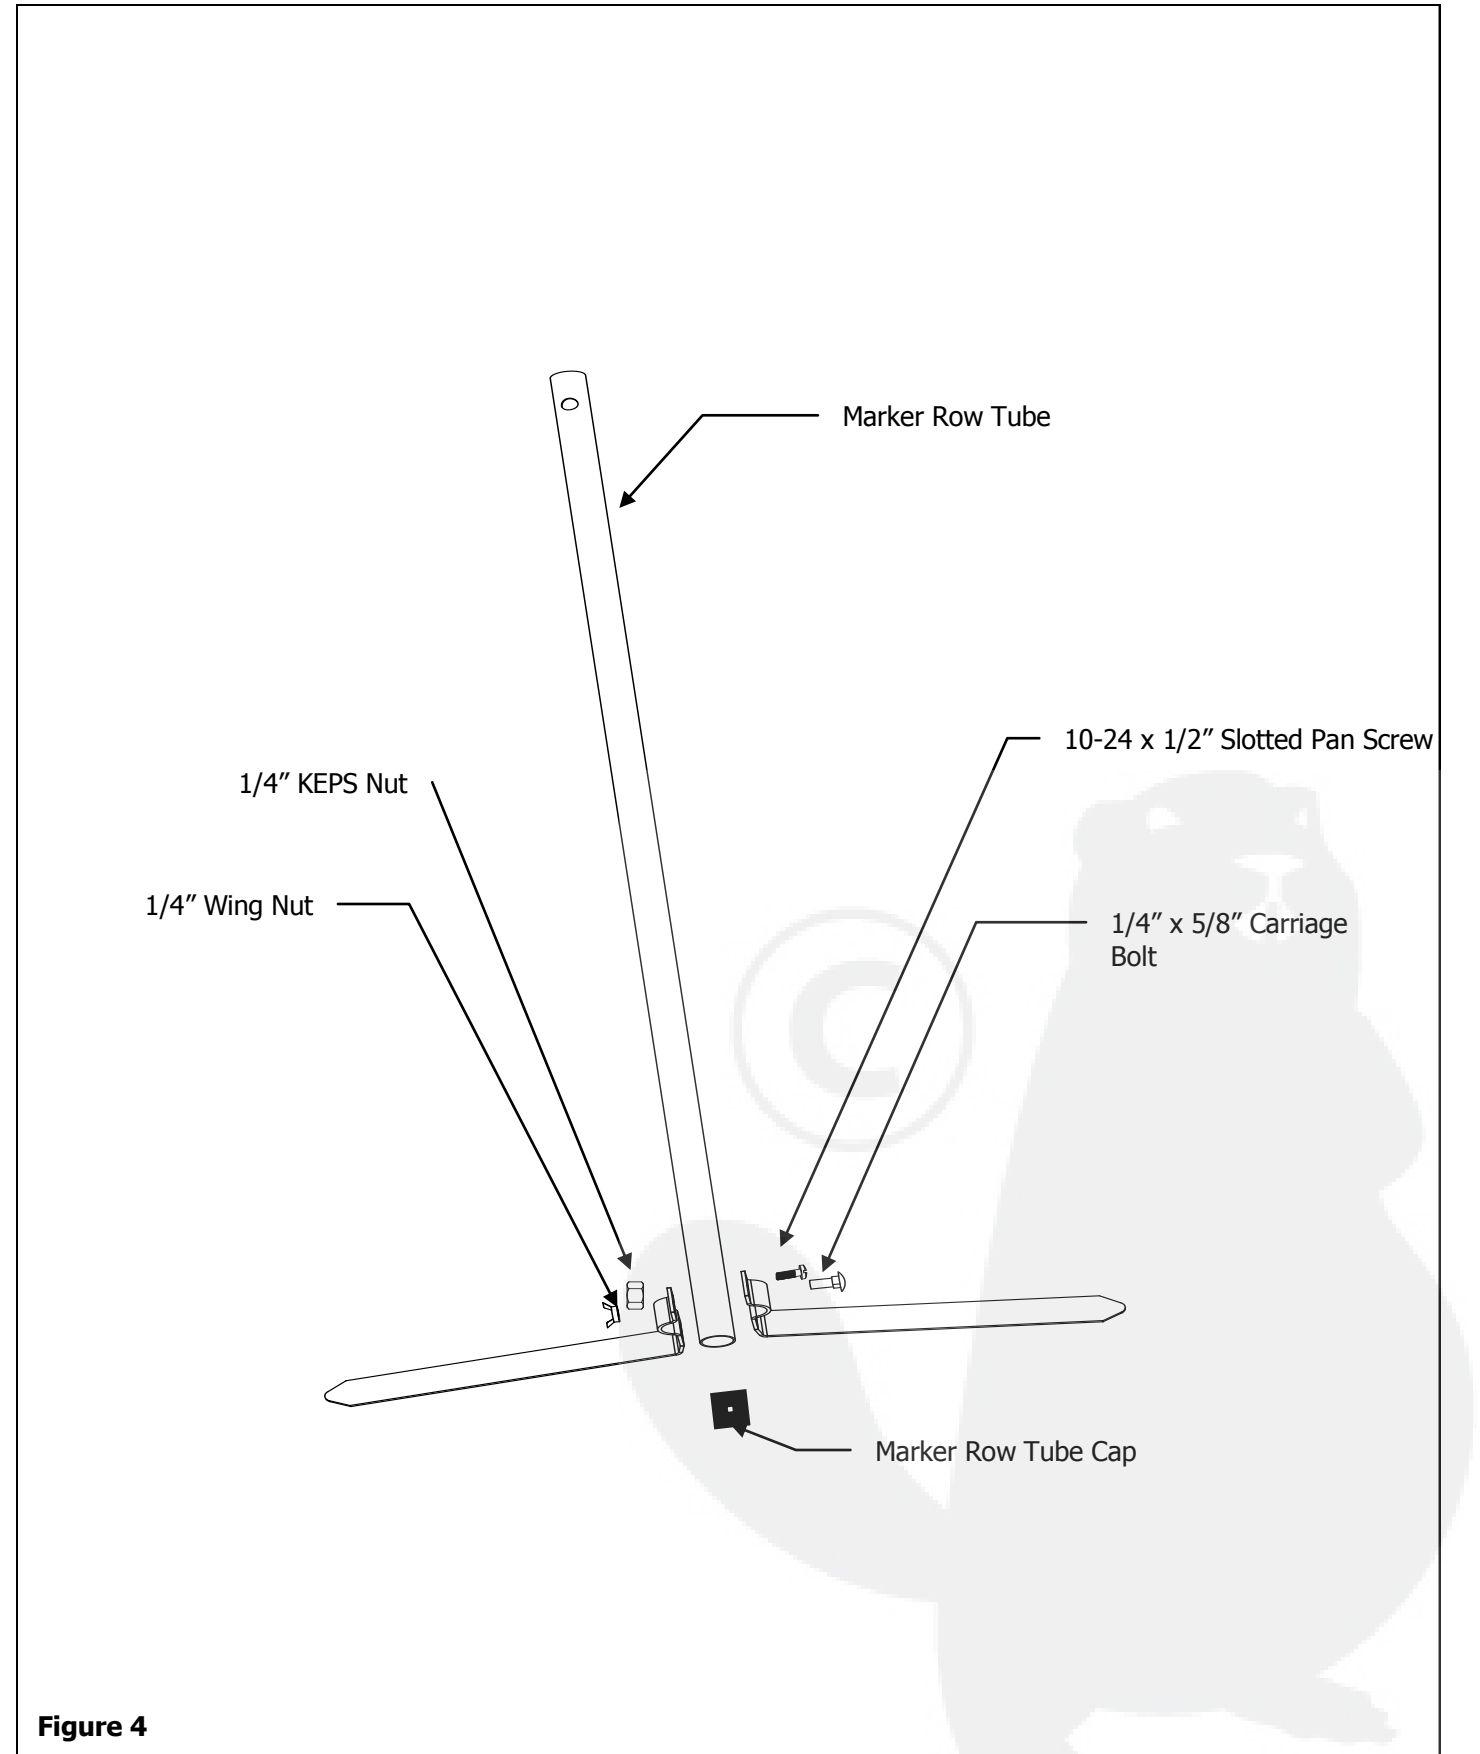 Marker Row Tube
10-24 x 1/2” Slotted Pan Screw
1/4” KEPS Nut
1/4” Wing Nut
1/4” x 5/8” Carriage
Bolt
Marker Row Tube Cap
Figure 4
©